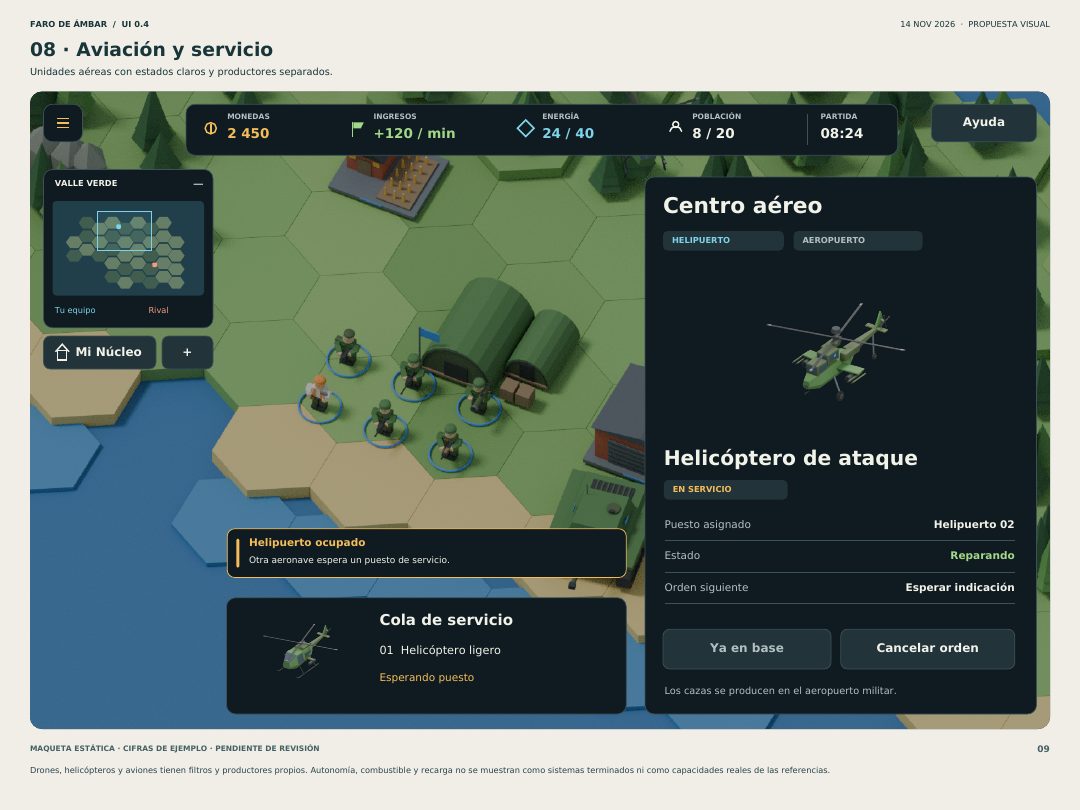 FARO DE ÁMBAR / UI 0.4
14 NOV 2026 · PROPUESTA VISUAL
08 · Aviación y servicio
Unidades aéreas con estados claros y productores separados.
MONEDAS
2 450
INGRESOS
+120 / min
ENERGÍA
24 / 40
POBLACIÓN
8 / 20
PARTIDA
08:24
Ayuda
VALLE VERDE
Tu equipo
Rival
Mi Núcleo
+
Centro aéreo
HELIPUERTO
AEROPUERTO
Helicóptero de ataque
EN SERVICIO
Puesto asignado
Helipuerto 02
Estado
Reparando
Orden siguiente
Esperar indicación
Ya en base
Cancelar orden
Los cazas se producen en el aeropuerto militar.
Helipuerto ocupado
Otra aeronave espera un puesto de servicio.
Cola de servicio
01 Helicóptero ligero
Esperando puesto
MAQUETA ESTÁTICA · CIFRAS DE EJEMPLO · PENDIENTE DE REVISIÓN
09
Drones, helicópteros y aviones tienen filtros y productores propios. Autonomía, combustible y recarga no se muestran como sistemas terminados ni como capacidades reales de las referencias.